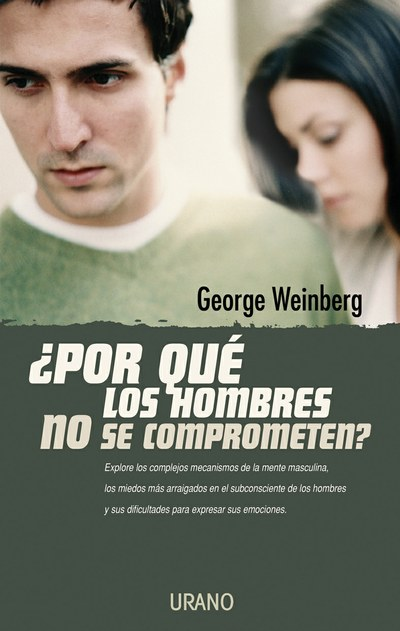 George Weinberg
¿POR QUÉ
LOS HOMBRES
NO SE COMPROMETEN?
Explore los complejos mecanismos de la mente masculina,
los miedos más arraigados en el subconsciente de los hombres
y sus dificultades para expresar sus emociones.
URANO